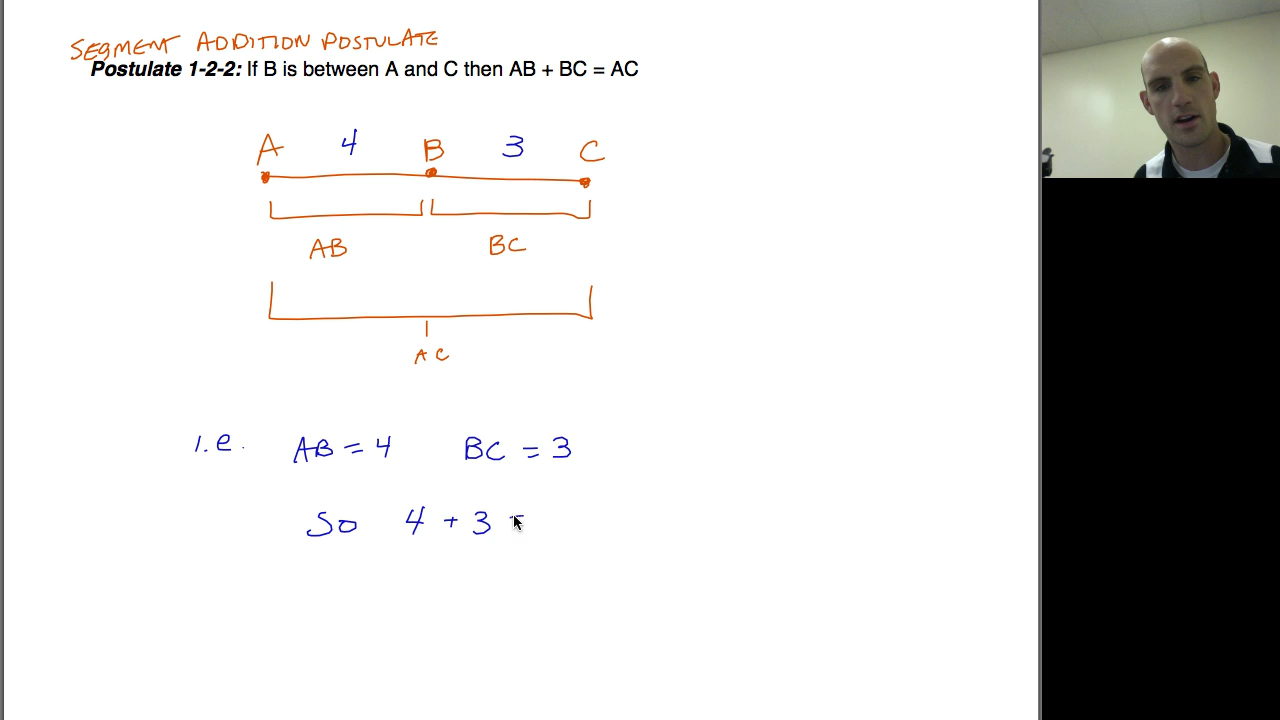 SEGMENT ADDITION POSTULATE
Postulate 1-2-2: If B is between A and C then AB + BC = AC
A 4 B 3 C
AB BC
AC
i.e. AB = 4 BC = 3
So 4 + 3 =